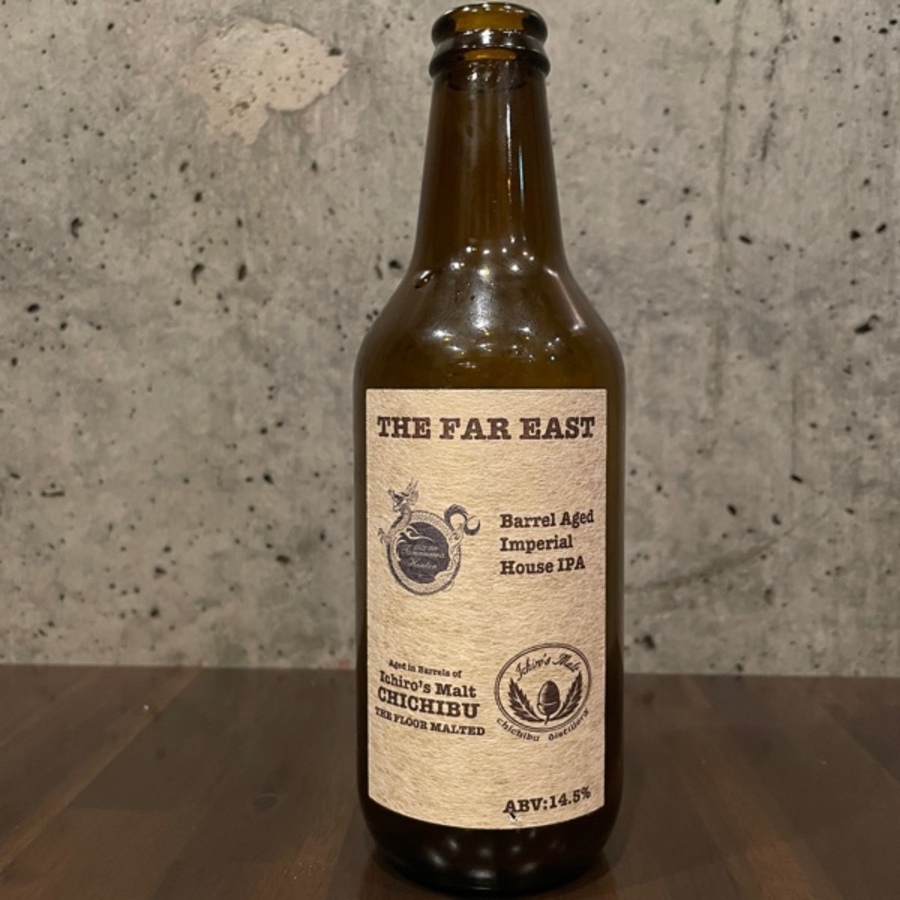 THE FAR EAST
Barrel Aged
Imperial
House IPA
Aged in Barrels of
Ichiro's Malt
CHICHIBU
THE FLOOR MALTED
Ichiro's Malt
Chichibu Distillery
ABV:14.5%